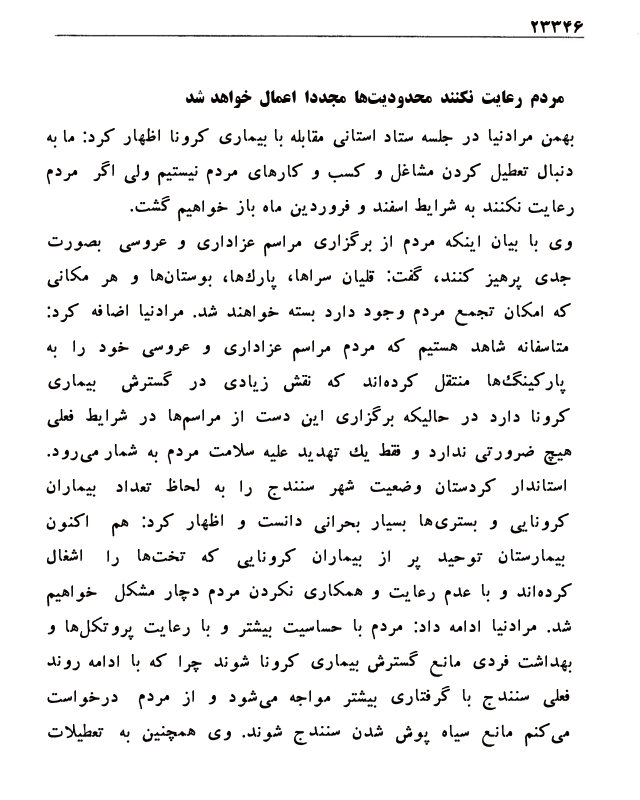 ۲۳۳۴۶
مردم رعایت نکنند محدودیت‌ها مجددا اعمال خواهد شد
بهمن مرادنیا در جلسه ستاد استانی مقابله با بیماری کرونا اظهار کرد: ما به
دنبال تعطیل کردن مشاغل و کسب و کارهای مردم نیستیم ولی اگر مردم
رعایت نکنند به شرایط اسفند و فروردین ماه باز خواهیم گشت.
وی با بیان اینکه مردم از برگزاری مراسم عزاداری و عروسی بصورت
جدی پرهیز کنند، گفت: قلیان سراها، پارك‌ها، بوستان‌ها و هر مکانی
که امکان تجمع مردم وجود دارد بسته خواهند شد. مرادنیا اضافه کرد:
متاسفانه شاهد هستیم که مردم مراسم عزاداری و عروسی خود را به
پارکینگ‌ها منتقل کرده‌اند که نقش زیادی در گسترش بیماری
کرونا دارد در حالیکه برگزاری این دست از مراسم‌ها در شرایط فعلی
هیچ ضرورتی ندارد و فقط یك تهدید علیه سلامت مردم به شمار می‌رود.
استاندار کردستان وضعیت شهر سنندج را به لحاظ تعداد بیماران
کرونایی و بستری‌ها بسیار بحرانی دانست و اظهار کرد: هم اکنون
بیمارستان توحید پر از بیماران کرونایی که تخت‌ها را اشغال
کرده‌اند و با عدم رعایت و همکاری نکردن مردم دچار مشکل خواهیم
شد. مرادنیا ادامه داد: مردم با حساسیت بیشتر و با رعایت پروتکل‌ها و
بهداشت فردی مانع گسترش بیماری کرونا شوند چرا که با ادامه روند
فعلی سنندج با گرفتاری بیشتر مواجه می‌شود و از مردم درخواست
می‌کنم مانع سیاه پوش شدن سنندج شوند. وی همچنین به تعطیلات